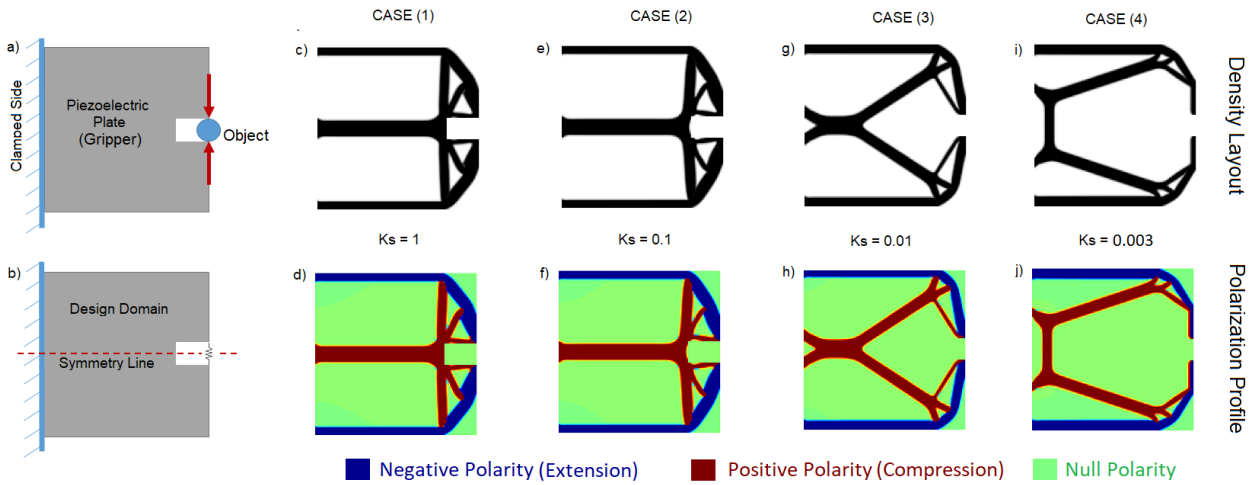 CASE (1)
CASE (2)
CASE (3)
CASE (4)
a)
c)
e)
g)
i)
Clammed Side
Piezoelectric
Plate
(Gripper)
Object
Density Layout
Ks = 1
Ks = 0.1
Ks = 0.01
Ks = 0.003
b)
d)
f)
h)
j)
Design Domain
Symmetry Line
Polarization Profile
Negative Polarity (Extension)
Positive Polarity (Compression)
Null Polarity